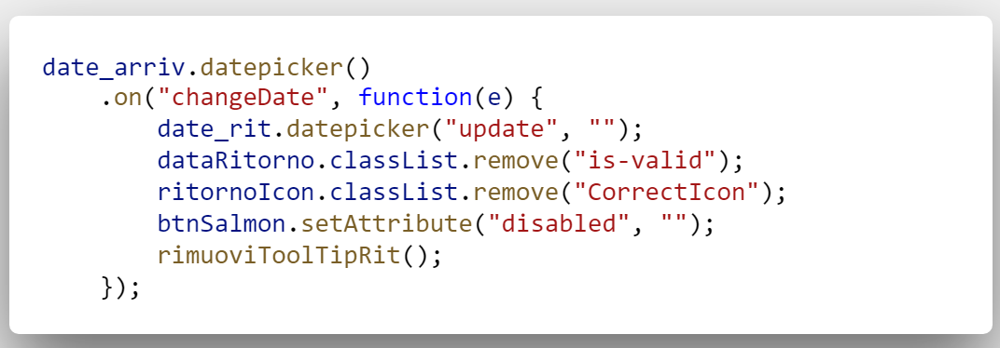 date_arriv.datepicker()
    .on("changeDate", function(e) {
        date_rit.datepicker("update", "");
        dataRitorno.classList.remove("is-valid");
        ritornoIcon.classList.remove("CorrectIcon");
        btnSalmon.setAttribute("disabled", "");
        rimuoviToolTipRit();
    });